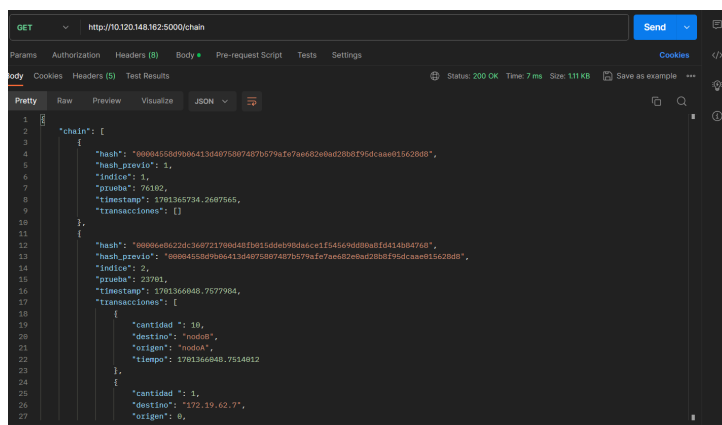 GET http://10.120.148.162:5000/chain Send
Params Authorization Headers (8) Body Pre-request Script Tests Settings Cookies
Body Cookies Headers (5) Test Results Status: 200 OK Time: 7 ms Size: 1.11 KB Save as example
Pretty Raw Preview Visualize JSON
1 {
2 "chain": [
3 {
4 "hash": "00004558d9b06413d4075807487b579afe7ae682e0ad28b8f95dcaae015628d8",
5 "hash_previo": 1,
6 "indice": 1,
7 "prueba": 76102,
8 "timestamp": 1701365734.2607565,
9 "transacciones": []
10 },
11 {
12 "hash": "00006e8622dc360721700d48fb015ddeb98da6ce1f54569dd80a8fd414b84768",
13 "hash_previo": "00004558d9b06413d4075807487b579afe7ae682e0ad28b8f95dcaae015628d8",
14 "indice": 2,
15 "prueba": 23701,
16 "timestamp": 1701366048.7577984,
17 "transacciones": [
18 {
19 "cantidad ": 10,
20 "destino": "nodoB",
21 "origen": "nodoA",
22 "tiempo": 1701366048.7514012
23 },
24 {
25 "cantidad ": 1,
26 "destino": "172.19.62.7",
27 "origen": 0,